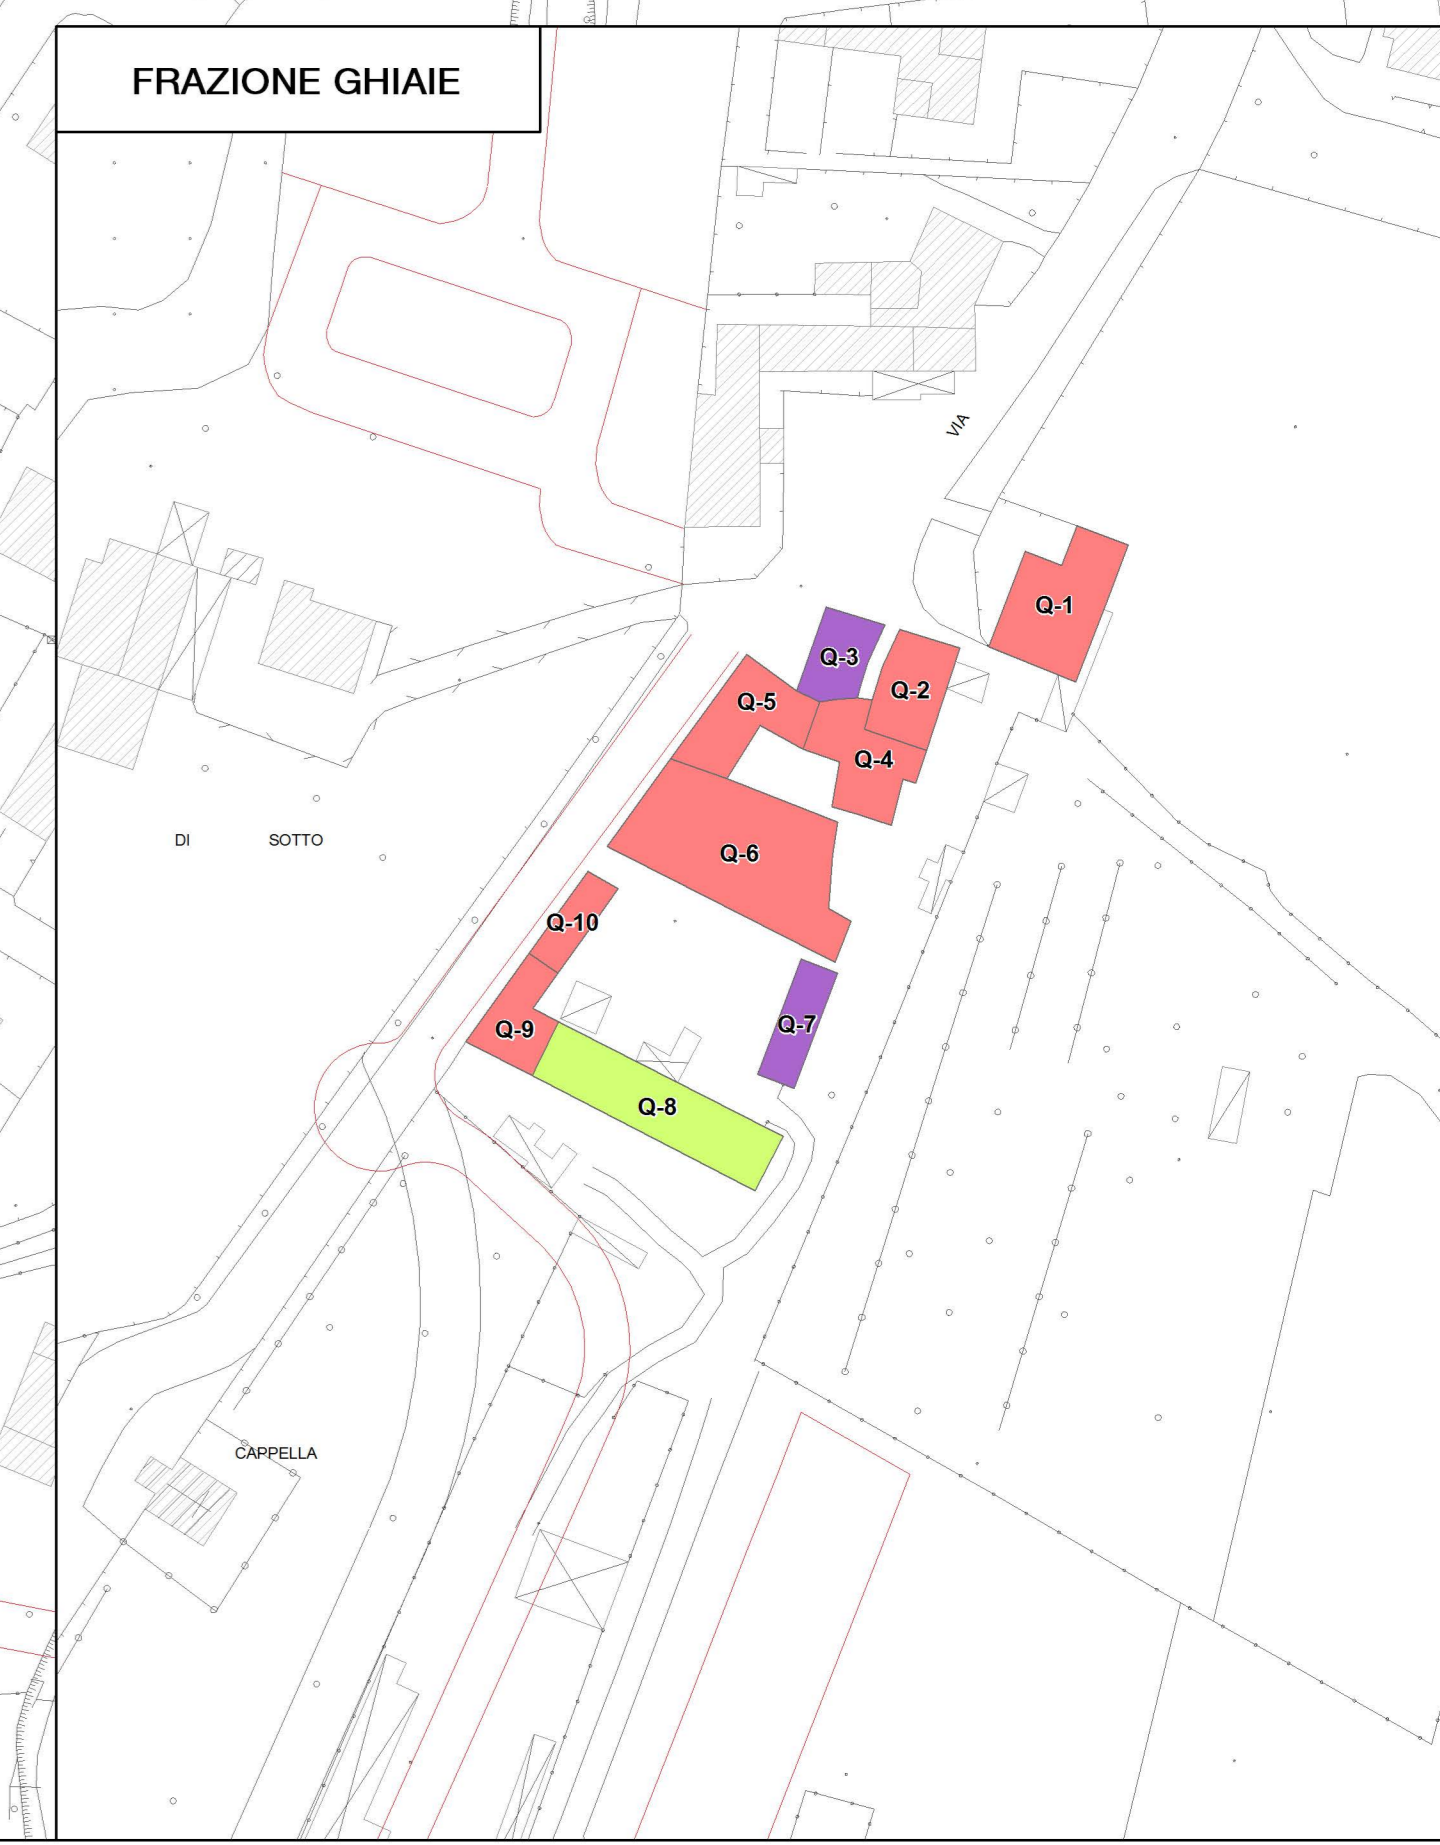 FRAZIONE GHIAIE
VIA
Q-1
Q-3
Q-2
Q-5
Q-4
DI SOTTO
Q-6
Q-10
Q-7
Q-9
Q-8
CAPPELLA